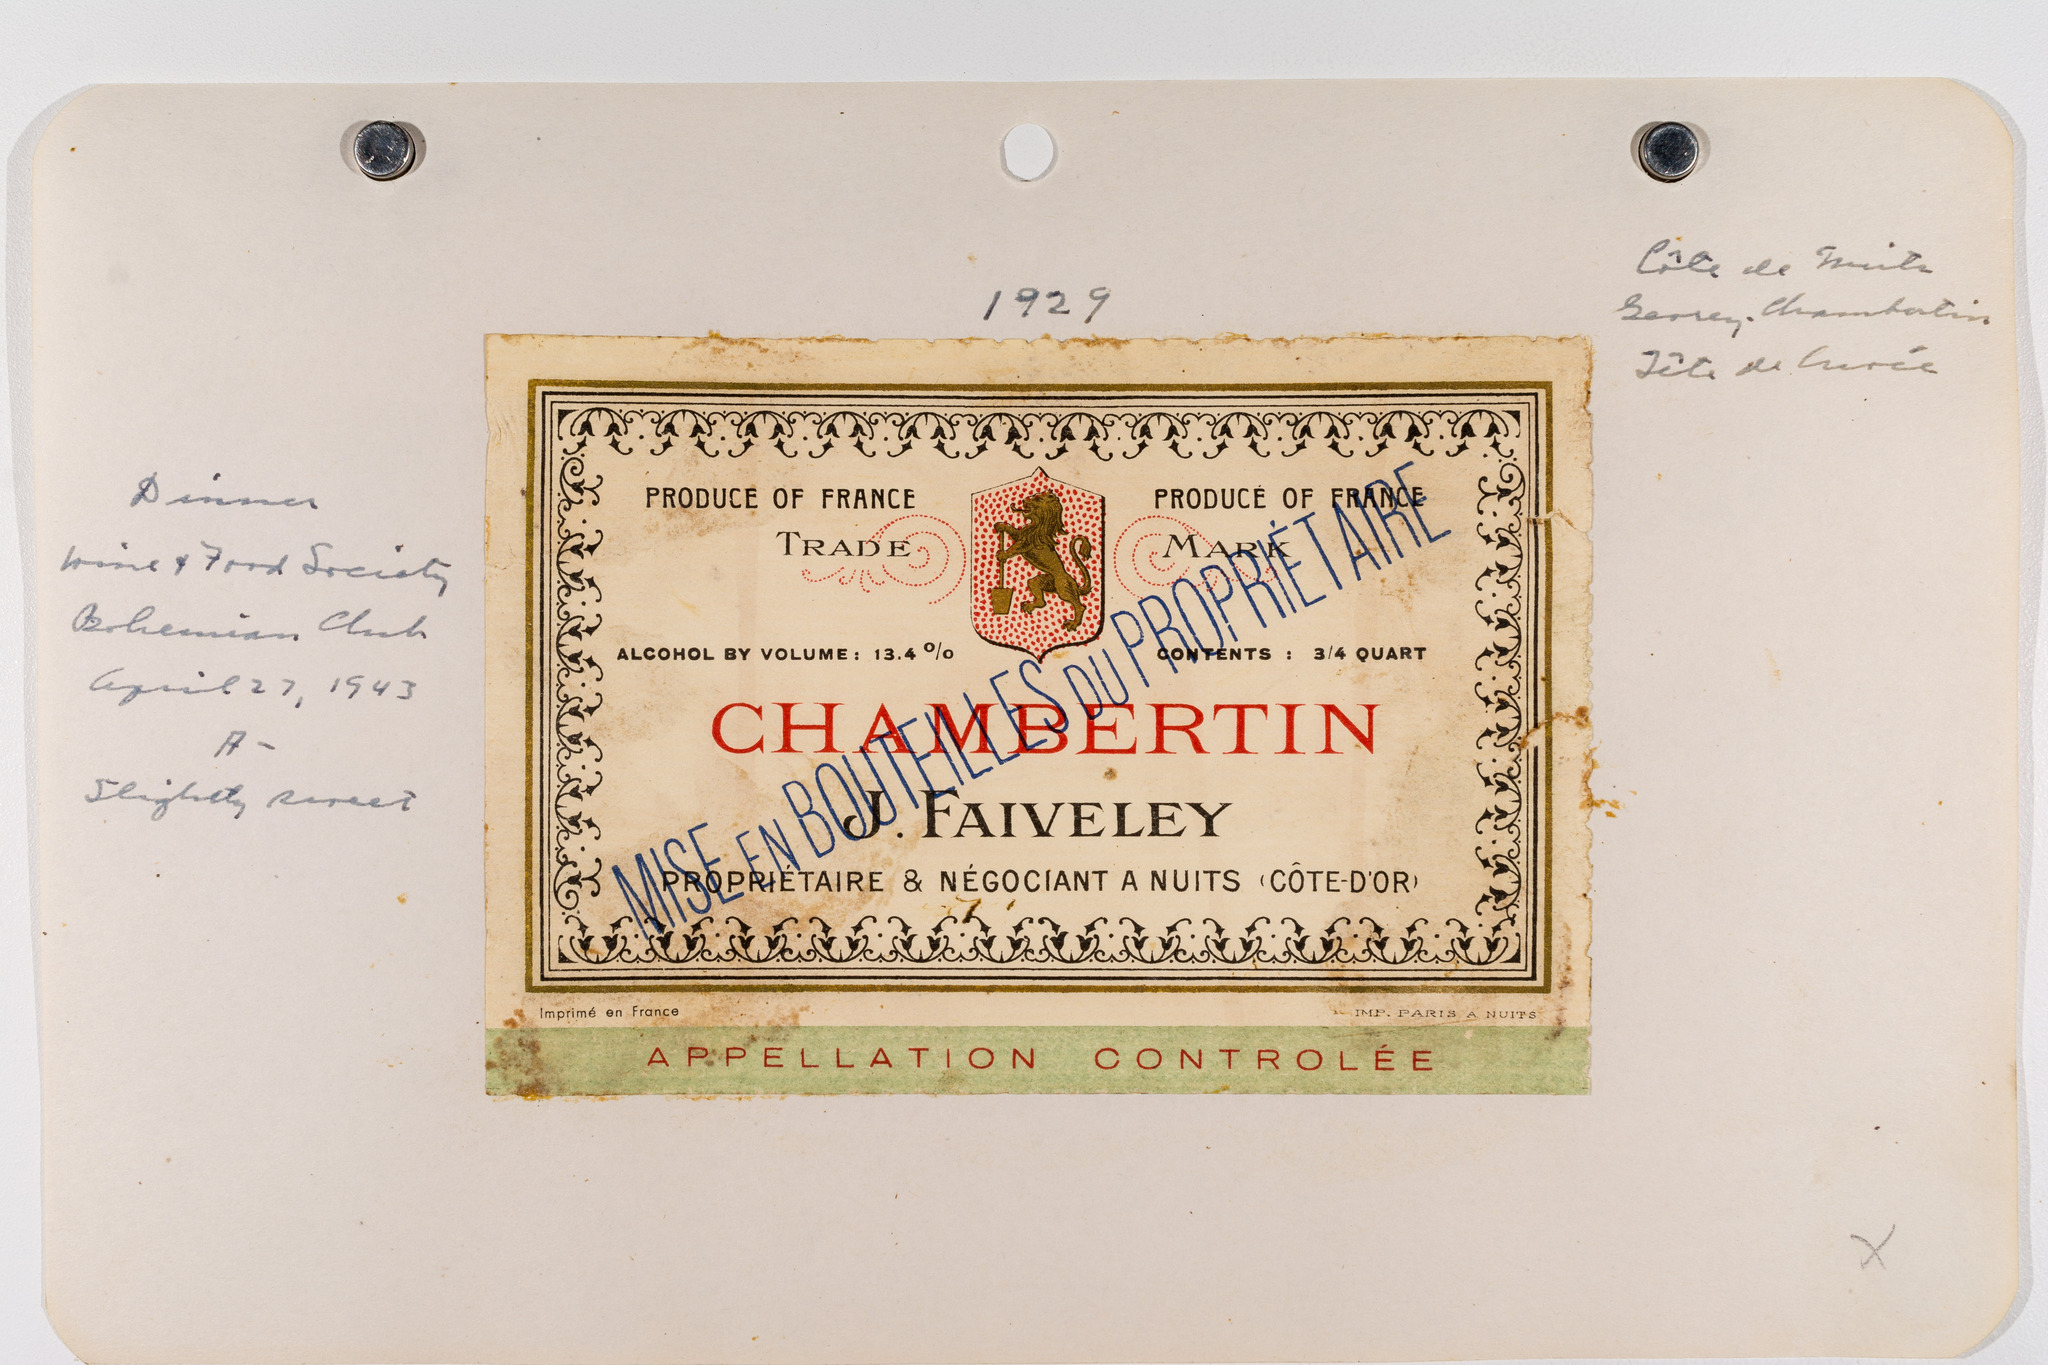 1929
Côte de Nuits
Gevrey-Chambertin
Tête de Cuvée
Dinner
Wine & Food Society
Bohemian Club
April 27, 1943
A-
Slightly sweet
PRODUCE OF FRANCE
PRODUCE OF FRANCE
TRADE MARK
ALCOHOL BY VOLUME: 13.4 %
CONTENTS : 3/4 QUART
CHAMBERTIN
J. FAIVELEY
PROPRIÉTAIRE & NÉGOCIANT A NUITS (CÔTE-D'OR)
MISE EN BOUTEILLES DU PROPRIÉTAIRE
Imprimé en France
IMP. PARIS A NUITS
APPELLATION CONTROLÉE
X